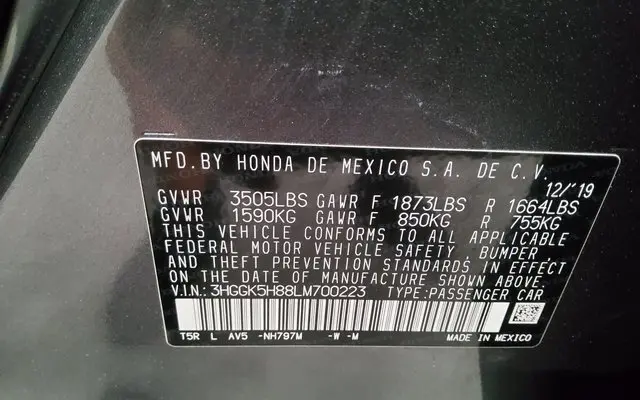 MFD. BY HONDA DE MEXICO S.A. DE C.V.
12/'19
GVWR 3505LBS GAWR F 1873LBS R 1664LBS
GVWR 1590KG GAWR F 850KG R 755KG
THIS VEHICLE CONFORMS TO ALL APPLICABLE
FEDERAL MOTOR VEHICLE SAFETY, BUMPER,
AND THEFT PREVENTION STANDARDS IN EFFECT
ON THE DATE OF MANUFACTURE SHOWN ABOVE.
V.I.N.: 3HGGK5H88LM700223 TYPE:PASSENGER CAR
T5R L AV5 -NH797M -W -M MADE IN MEXICO